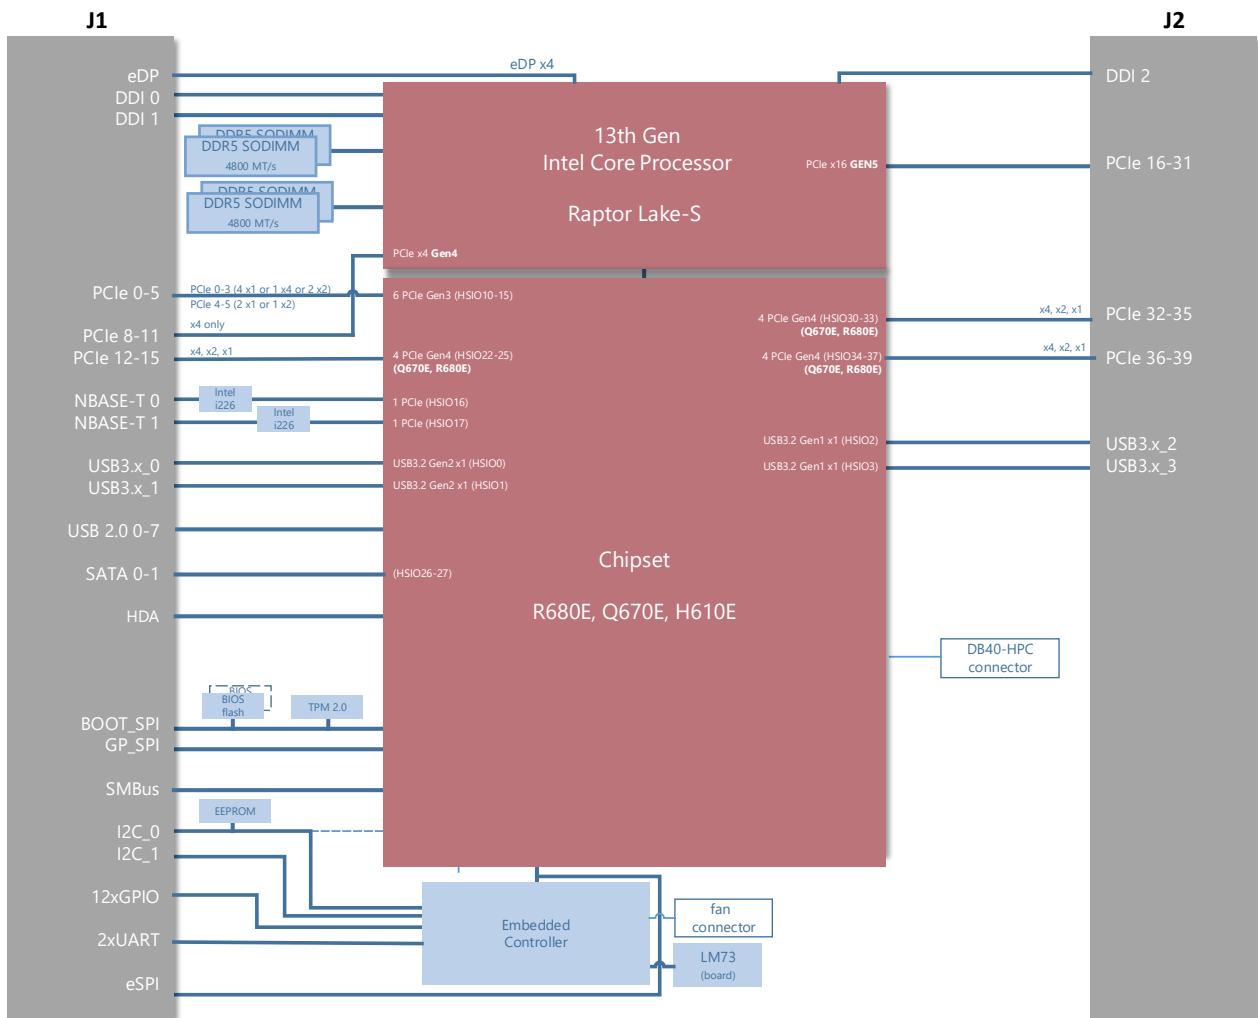 J1
J2
eDP
DDI 0
DDI 1
eDP x4
DDR5 SODIMM
DDR5 SODIMM
4800 MT/s
DDR5 SODIMM
DDR5 SODIMM
4800 MT/s
13th Gen
Intel Core Processor
Raptor Lake-S
PCIe x16 GEN5
PCIe x4 Gen4
DDI 2
PCIe 16-31
PCIe 0-5
PCIe 0-3 (4 x1 or 1 x4 or 2 x2)
PCIe 4-5 (2 x1 or 1 x2)
6 PCIe Gen3 (HSIO10-15)
PCIe 8-11
x4 only
PCIe 12-15
x4, x2, x1
4 PCIe Gen4 (HSIO22-25)
(Q670E, R680E)
4 PCIe Gen4 (HSIO30-33)
(Q670E, R680E)
x4, x2, x1
PCIe 32-35
4 PCIe Gen4 (HSIO34-37)
(Q670E, R680E)
x4, x2, x1
PCIe 36-39
NBASE-T 0
Intel
i226
1 PCIe (HSIO16)
NBASE-T 1
Intel
i226
1 PCIe (HSIO17)
USB3.x_0
USB3.2 Gen2 x1 (HSIO0)
USB3.x_1
USB3.2 Gen2 x1 (HSIO1)
USB3.2 Gen1 x1 (HSIO2)
USB3.x_2
USB3.2 Gen1 x1 (HSIO3)
USB3.x_3
USB 2.0 0-7
SATA 0-1
(HSIO26-27)
HDA
Chipset
R680E, Q670E, H610E
DB40-HPC
connector
BIOS
BIOS
flash
TPM 2.0
BOOT_SPI
GP_SPI
SMBus
EEPROM
I2C_0
I2C_1
12xGPIO
2xUART
eSPI
Embedded
Controller
fan
connector
LM73
(board)